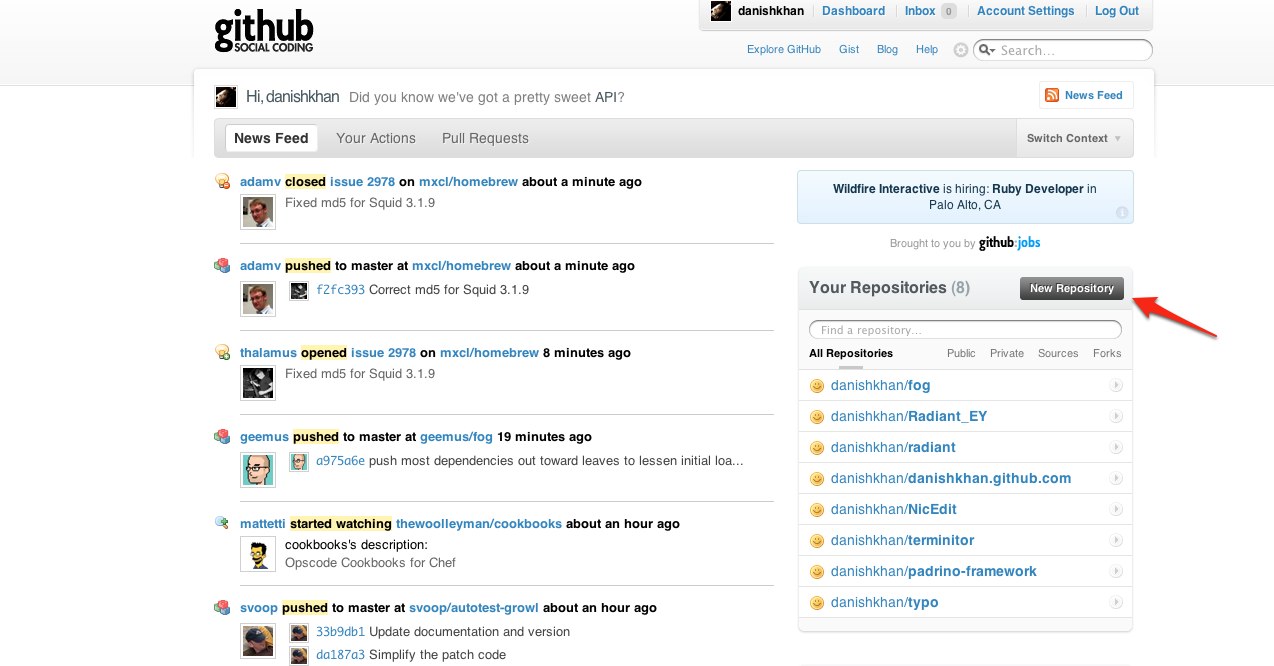 github
SOCIAL CODING
danishkhan Dashboard Inbox 0 Account Settings Log Out
Explore GitHub Gist Blog Help Search...
Hi, danishkhan Did you know we've got a pretty sweet API?
News Feed
News Feed Your Actions Pull Requests Switch Context
adamv closed issue 2978 on mxcl/homebrew about a minute ago
Fixed md5 for Squid 3.1.9
adamv pushed to master at mxcl/homebrew about a minute ago
f2fc393 Correct md5 for Squid 3.1.9
thalamus opened issue 2978 on mxcl/homebrew 8 minutes ago
Fixed md5 for Squid 3.1.9
geemus pushed to master at geemus/fog 19 minutes ago
a975a6e push most dependencies out toward leaves to lessen initial loa...
mattetti started watching thewoolleyman/cookbooks about an hour ago
cookbooks's description:
Opscode Cookbooks for Chef
svoop pushed to master at svoop/autotest-growl about an hour ago
33b9db1 Update documentation and version
da187a3 Simplify the patch code
Wildfire Interactive is hiring: Ruby Developer in
Palo Alto, CA
Brought to you by github:jobs
Your Repositories (8) New Repository
Find a repository...
All Repositories Public Private Sources Forks
danishkhan/fog
danishkhan/Radiant_EY
danishkhan/radiant
danishkhan/danishkhan.github.com
danishkhan/NicEdit
danishkhan/terminitor
danishkhan/padrino-framework
danishkhan/typo